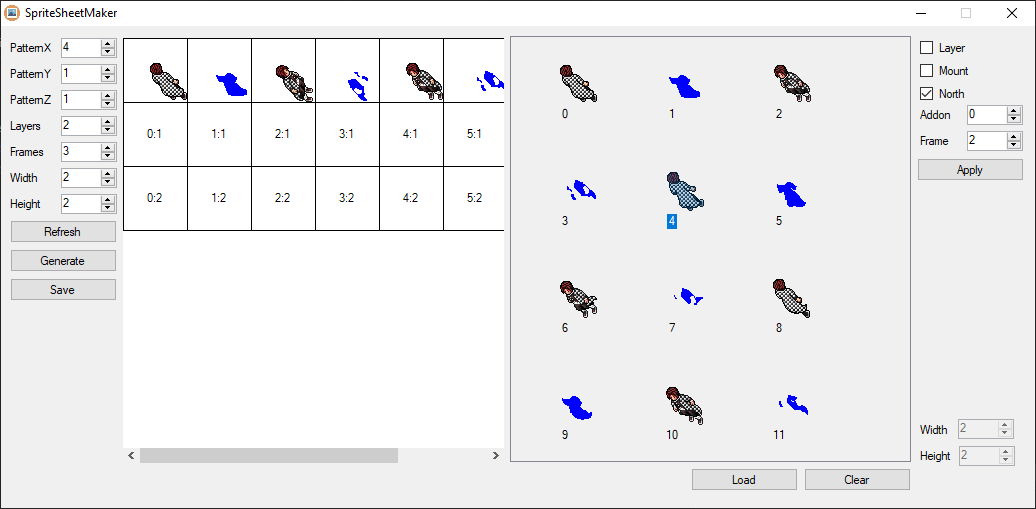 SpriteSheetMaker
PatternX 4
PatternY 1
PatternZ 1
Layers 2
Frames 3
Width 2
Height 2
Refresh
Generate
Save
0:1 1:1 2:1 3:1 4:1 5:1
0:2 1:2 2:2 3:2 4:2 5:2
0 1 2
3 4 5
6 7 8
9 10 11
Load Clear
Layer
Mount
North
Addon 0
Frame 2
Apply
Width 2
Height 2